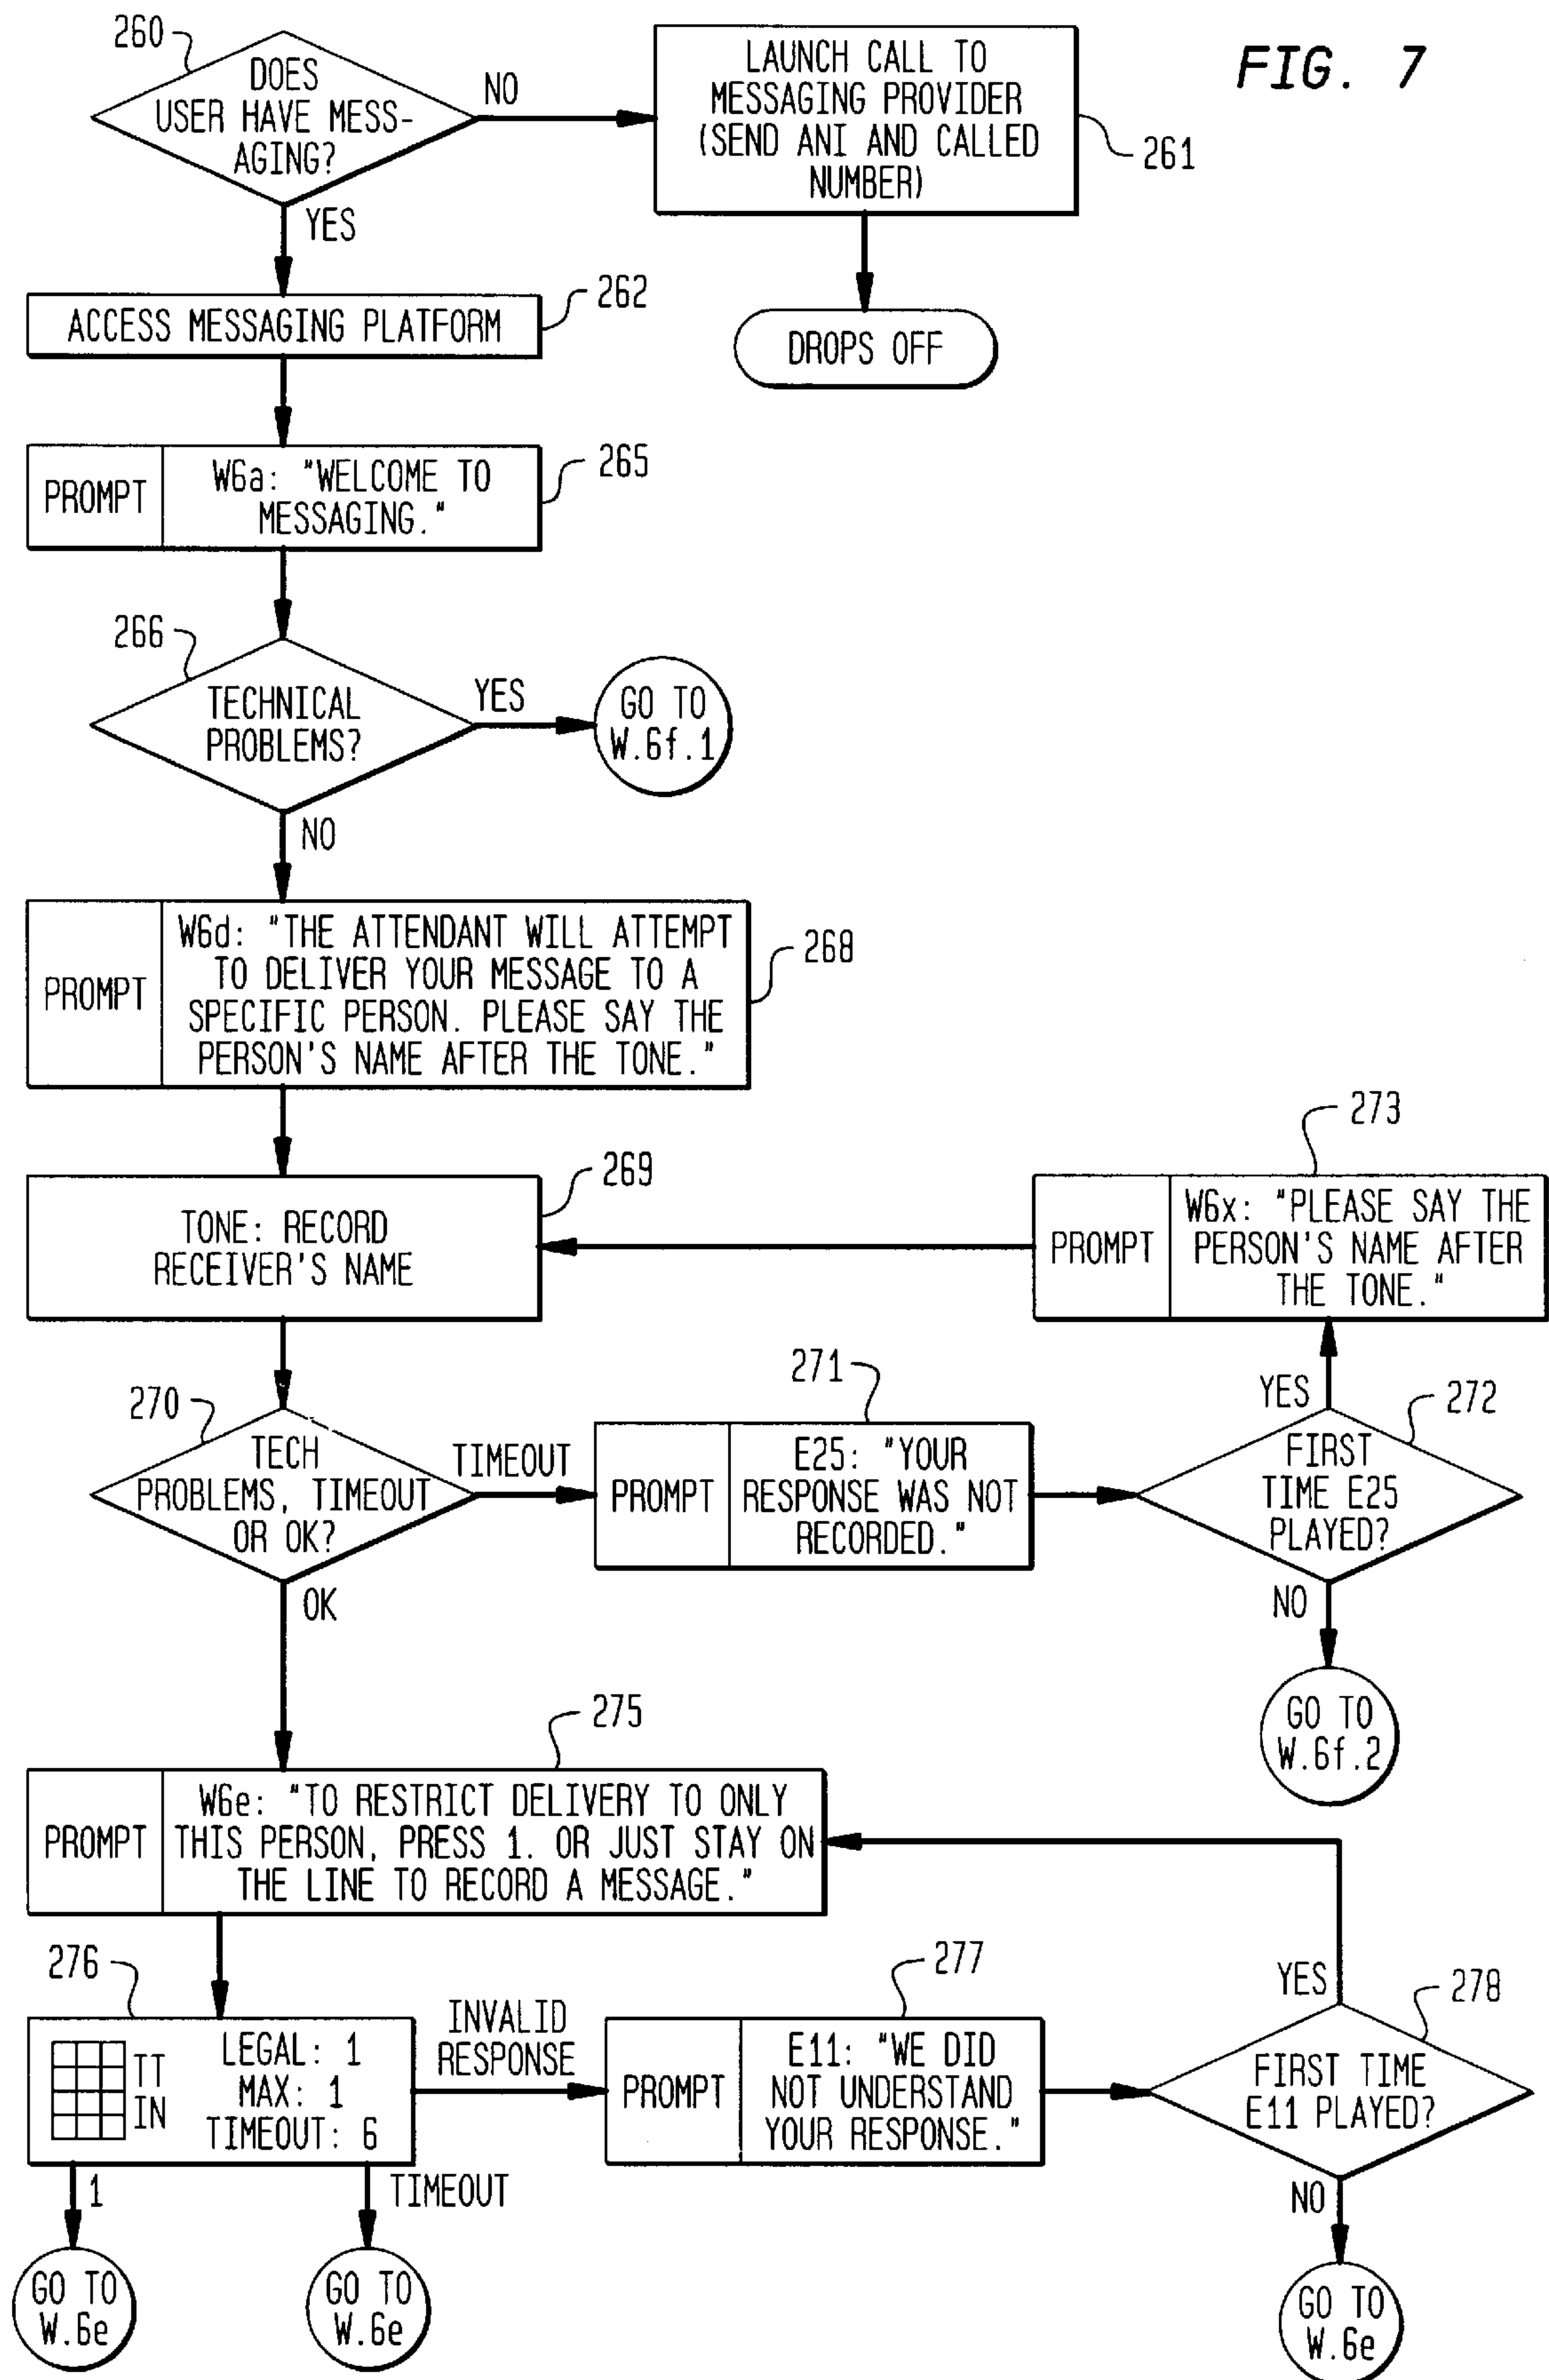 FIG. 7
260
DOES
USER HAVE MESS-
AGING?
NO
YES
LAUNCH CALL TO
MESSAGING PROVIDER
(SEND ANI AND CALLED
NUMBER)
261
DROPS OFF
ACCESS MESSAGING PLATFORM
262
PROMPT
W6a: "WELCOME TO
MESSAGING."
265
266
TECHNICAL
PROBLEMS?
YES
GO TO
W.6f.1
NO
PROMPT
W6d: "THE ATTENDANT WILL ATTEMPT
TO DELIVER YOUR MESSAGE TO A
SPECIFIC PERSON. PLEASE SAY THE
PERSON'S NAME AFTER THE TONE."
268
TONE: RECORD
RECEIVER'S NAME
269
273
PROMPT
W6x: "PLEASE SAY THE
PERSON'S NAME AFTER
THE TONE."
270
TECH
PROBLEMS, TIMEOUT
OR OK?
TIMEOUT
OK
271
PROMPT
E25: "YOUR
RESPONSE WAS NOT
RECORDED."
YES
272
FIRST
TIME E25
PLAYED?
NO
GO TO
W.6f.2
275
PROMPT
W6e: "TO RESTRICT DELIVERY TO ONLY
THIS PERSON, PRESS 1. OR JUST STAY ON
THE LINE TO RECORD A MESSAGE."
276
TT
IN
LEGAL: 1
MAX: 1
TIMEOUT: 6
INVALID
RESPONSE
277
PROMPT
E11: "WE DID
NOT UNDERSTAND
YOUR RESPONSE."
YES
278
FIRST TIME
E11 PLAYED?
NO
1
TIMEOUT
GO TO
W.6e
GO TO
W.6e
GO TO
W.6e